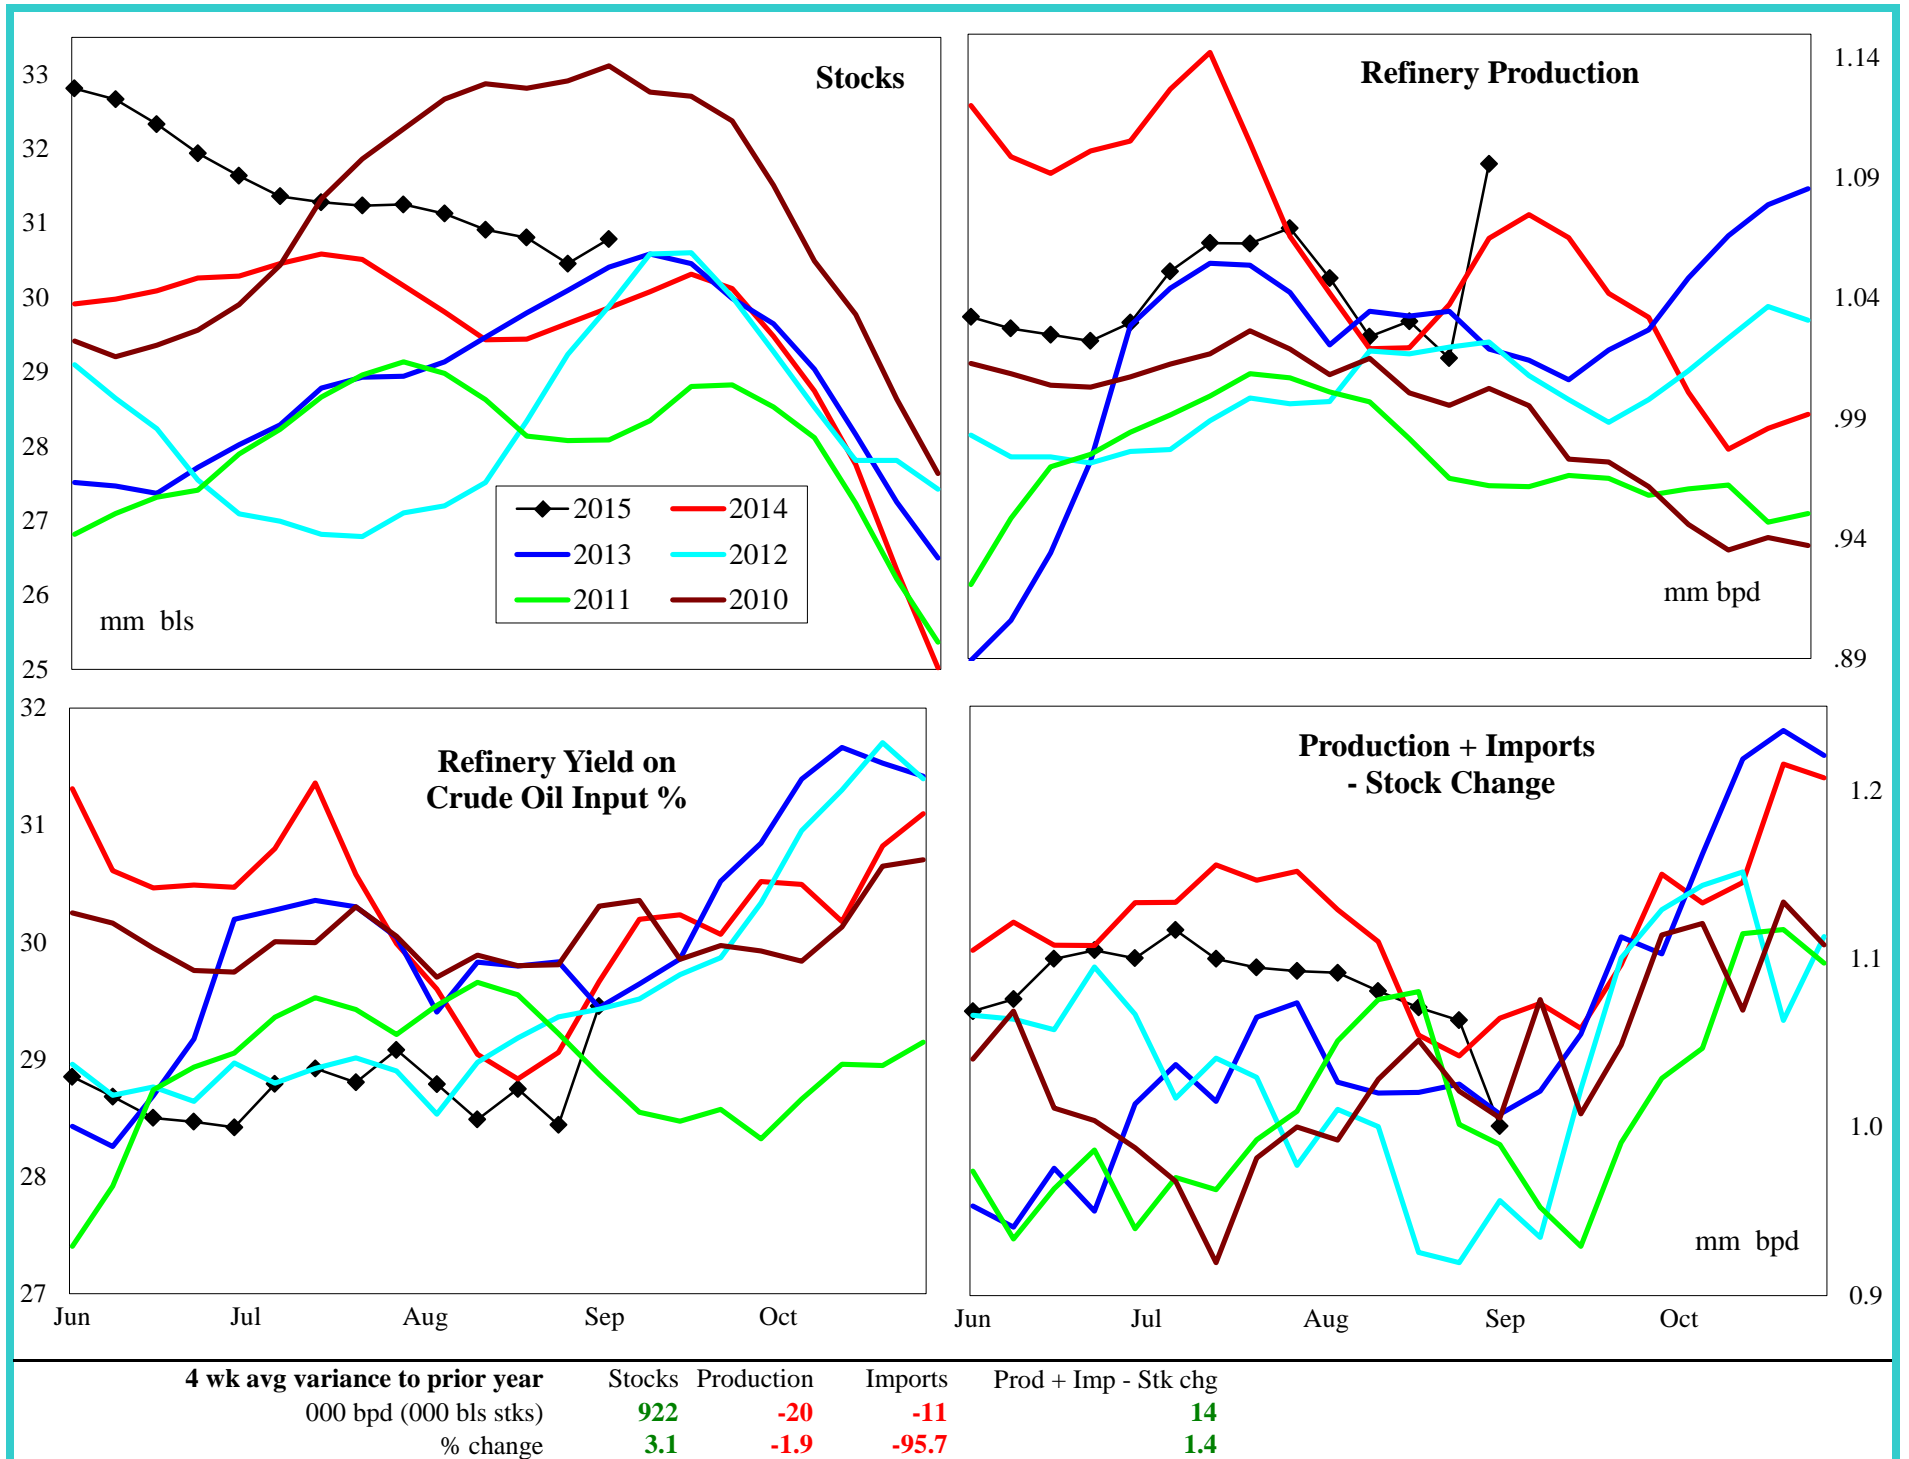 Stocks
33
32
31
30
29
28
27
26
25
2015 2014
2013 2012
2011 2010
mm bls
Refinery Production
1.14
1.09
1.04
.99
.94
.89
mm bpd
Refinery Yield on
Crude Oil Input %
32
31
30
29
28
27
Jun Jul Aug Sep Oct
Production + Imports
- Stock Change
1.2
1.1
1.0
0.9
mm bpd
Jun Jul Aug Sep Oct
4 wk avg variance to prior year Stocks Production Imports Prod + Imp - Stk chg
000 bpd (000 bls stks) 922 -20 -11 14
% change 3.1 -1.9 -95.7 1.4